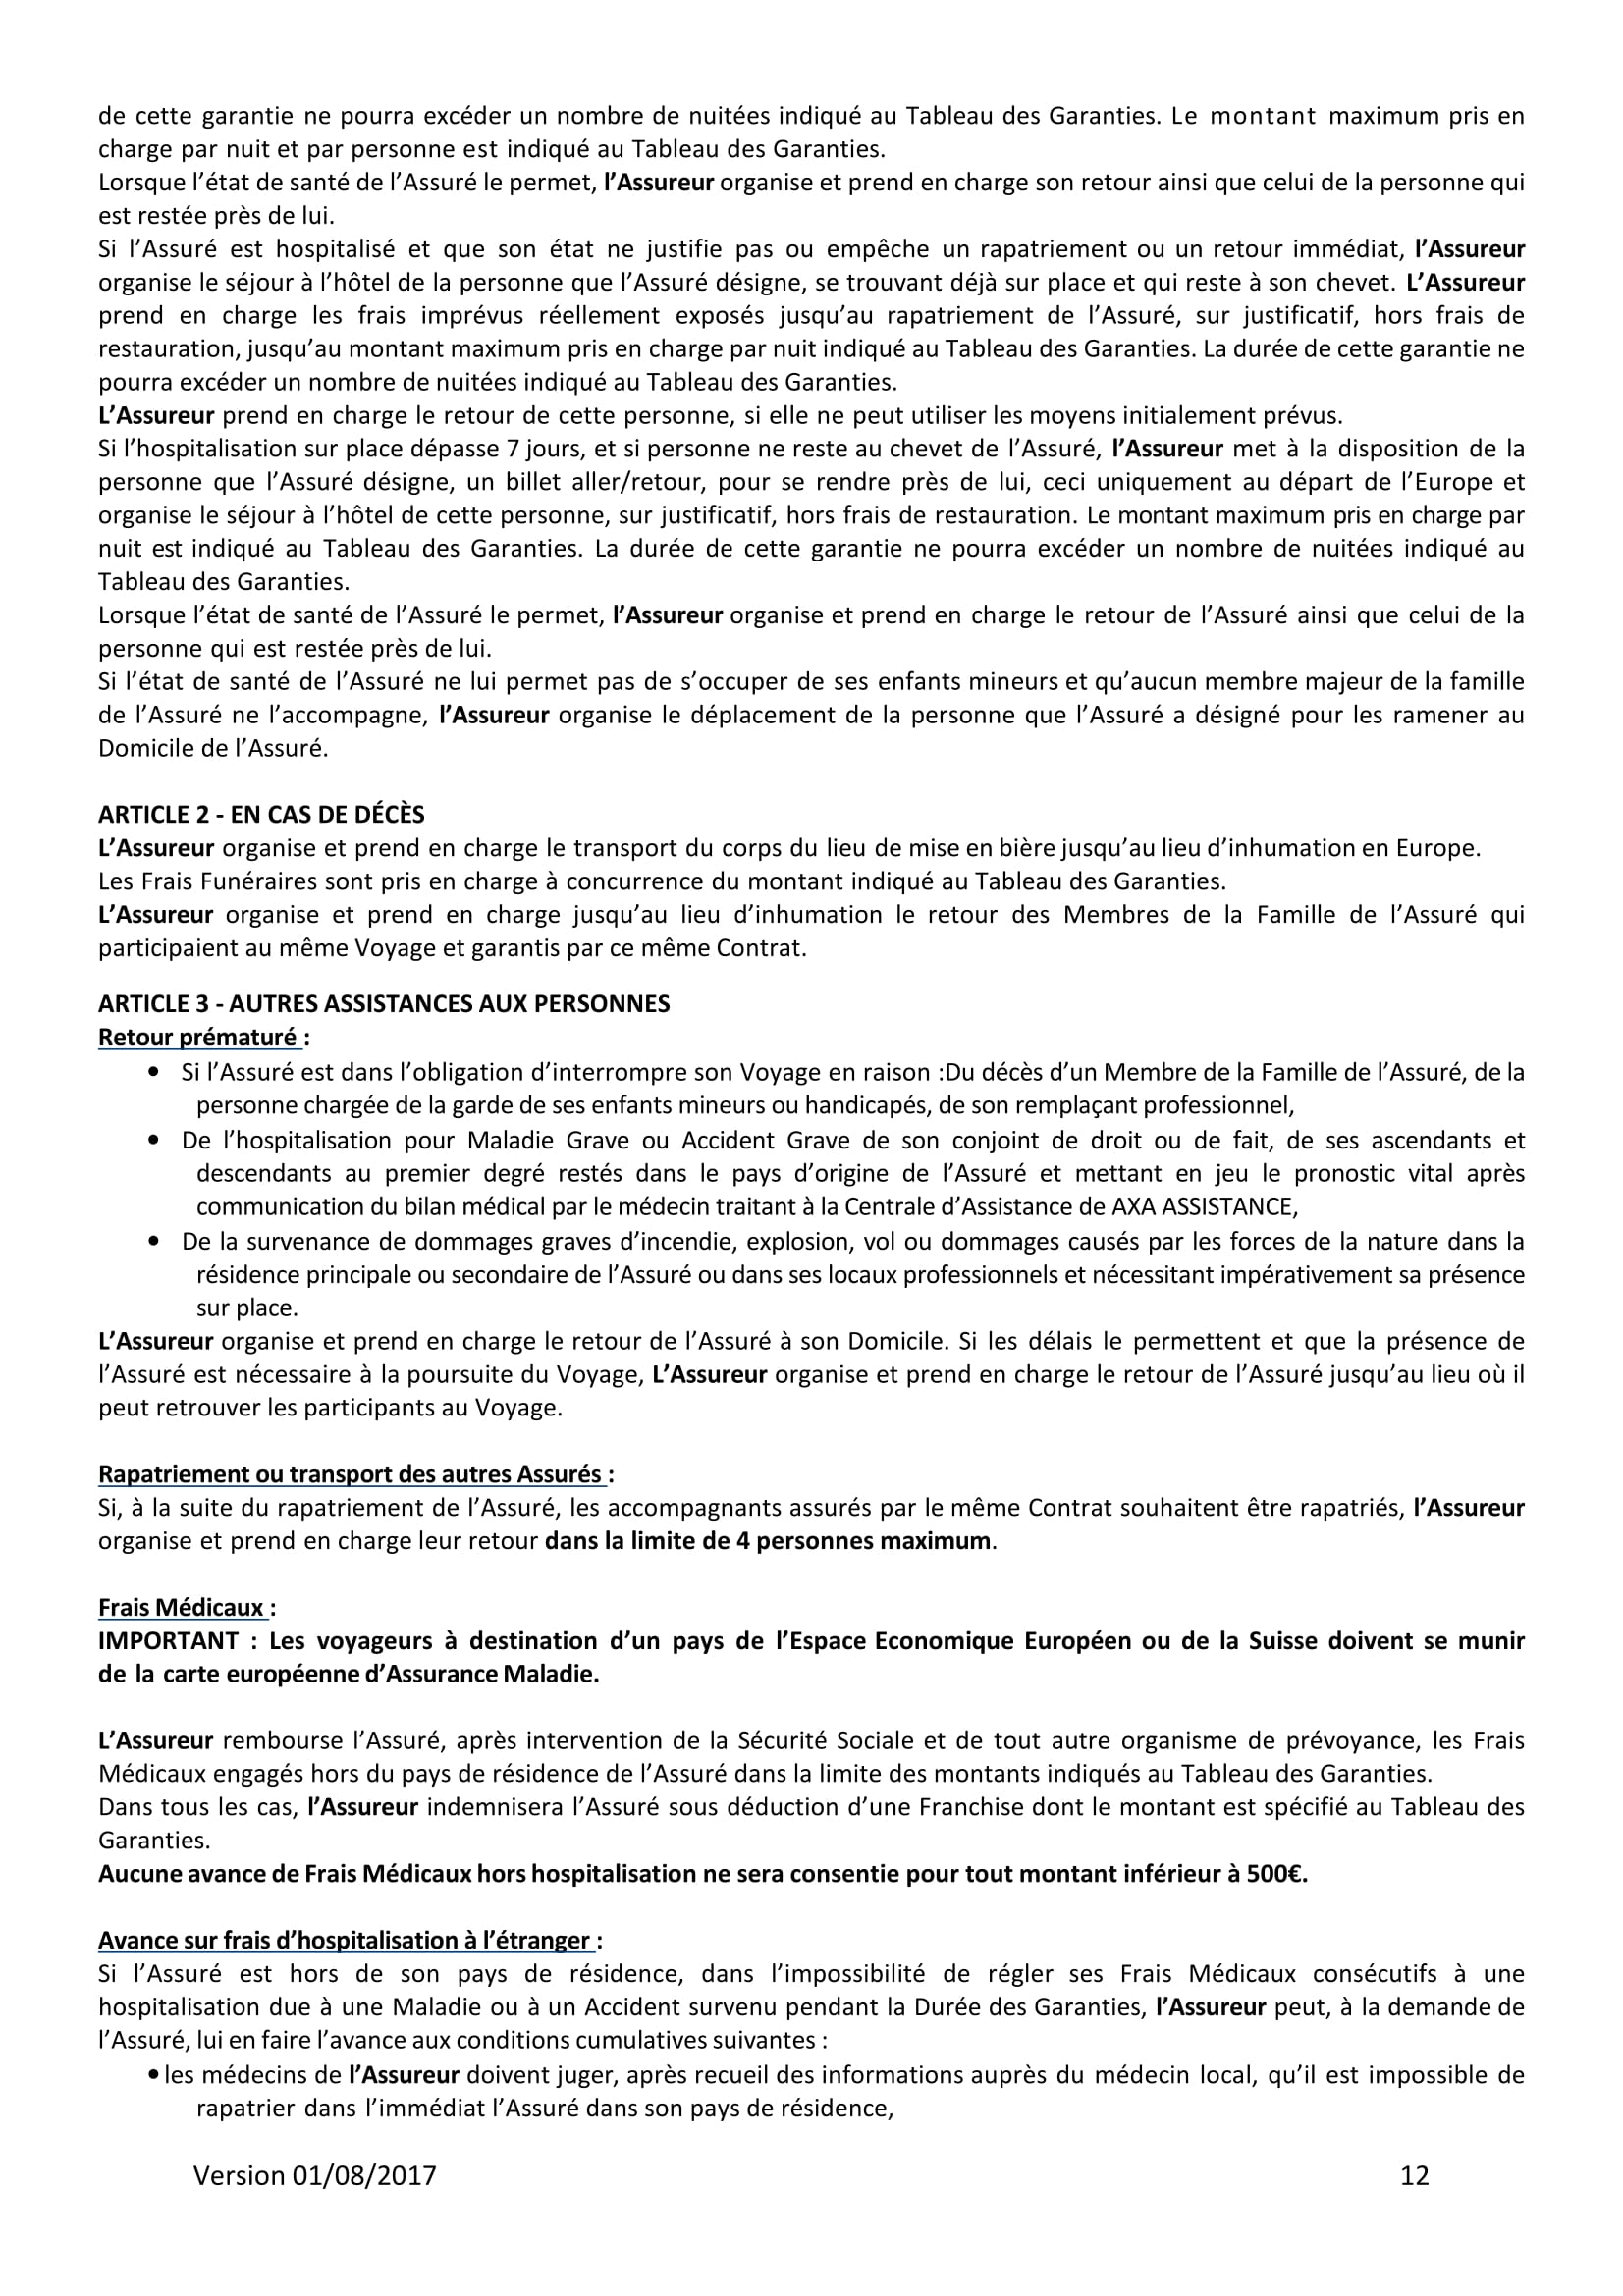 de cette garantie ne pourra excéder un nombre de nuitées indiqué au Tableau des Garanties. Le montant maximum pris en
charge par nuit et par personne est indiqué au Tableau des Garanties.
Lorsque l’état de santé de l’Assuré le permet, l’Assureur organise et prend en charge son retour ainsi que celui de la personne qui
est restée près de lui.
Si l’Assuré est hospitalisé et que son état ne justifie pas ou empêche un rapatriement ou un retour immédiat, l’Assureur
organise le séjour à l’hôtel de la personne que l’Assuré désigne, se trouvant déjà sur place et qui reste à son chevet. L’Assureur
prend en charge les frais imprévus réellement exposés jusqu’au rapatriement de l’Assuré, sur justificatif, hors frais de
restauration, jusqu’au montant maximum pris en charge par nuit indiqué au Tableau des Garanties. La durée de cette garantie ne
pourra excéder un nombre de nuitées indiqué au Tableau des Garanties.
L’Assureur prend en charge le retour de cette personne, si elle ne peut utiliser les moyens initialement prévus.
Si l’hospitalisation sur place dépasse 7 jours, et si personne ne reste au chevet de l’Assuré, l’Assureur met à la disposition de la
personne que l’Assuré désigne, un billet aller/retour, pour se rendre près de lui, ceci uniquement au départ de l’Europe et
organise le séjour à l’hôtel de cette personne, sur justificatif, hors frais de restauration. Le montant maximum pris en charge par
nuit est indiqué au Tableau des Garanties. La durée de cette garantie ne pourra excéder un nombre de nuitées indiqué au
Tableau des Garanties.
Lorsque l’état de santé de l’Assuré le permet, l’Assureur organise et prend en charge le retour de l’Assuré ainsi que celui de la
personne qui est restée près de lui.
Si l’état de santé de l’Assuré ne lui permet pas de s’occuper de ses enfants mineurs et qu’aucun membre majeur de la famille
de l’Assuré ne l’accompagne, l’Assureur organise le déplacement de la personne que l’Assuré a désigné pour les ramener au
Domicile de l’Assuré.
ARTICLE 2 - EN CAS DE DÉCÈS
L’Assureur organise et prend en charge le transport du corps du lieu de mise en bière jusqu’au lieu d’inhumation en Europe.
Les Frais Funéraires sont pris en charge à concurrence du montant indiqué au Tableau des Garanties.
L’Assureur organise et prend en charge jusqu’au lieu d’inhumation le retour des Membres de la Famille de l’Assuré qui
participaient au même Voyage et garantis par ce même Contrat.
ARTICLE 3 - AUTRES ASSISTANCES AUX PERSONNES
Retour prématuré :
• Si l’Assuré est dans l’obligation d’interrompre son Voyage en raison :Du décès d’un Membre de la Famille de l’Assuré, de la
personne chargée de la garde de ses enfants mineurs ou handicapés, de son remplaçant professionnel,
• De l’hospitalisation pour Maladie Grave ou Accident Grave de son conjoint de droit ou de fait, de ses ascendants et
descendants au premier degré restés dans le pays d’origine de l’Assuré et mettant en jeu le pronostic vital après
communication du bilan médical par le médecin traitant à la Centrale d’Assistance de AXA ASSISTANCE,
• De la survenance de dommages graves d’incendie, explosion, vol ou dommages causés par les forces de la nature dans la
résidence principale ou secondaire de l’Assuré ou dans ses locaux professionnels et nécessitant impérativement sa présence
sur place.
L’Assureur organise et prend en charge le retour de l’Assuré à son Domicile. Si les délais le permettent et que la présence de
l’Assuré est nécessaire à la poursuite du Voyage, L’Assureur organise et prend en charge le retour de l’Assuré jusqu’au lieu où il
peut retrouver les participants au Voyage.
Rapatriement ou transport des autres Assurés :
Si, à la suite du rapatriement de l’Assuré, les accompagnants assurés par le même Contrat souhaitent être rapatriés, l’Assureur
organise et prend en charge leur retour dans la limite de 4 personnes maximum.
Frais Médicaux :
IMPORTANT : Les voyageurs à destination d’un pays de l’Espace Economique Européen ou de la Suisse doivent se munir
de la carte européenne d’Assurance Maladie.
L’Assureur rembourse l’Assuré, après intervention de la Sécurité Sociale et de tout autre organisme de prévoyance, les Frais
Médicaux engagés hors du pays de résidence de l’Assuré dans la limite des montants indiqués au Tableau des Garanties.
Dans tous les cas, l’Assureur indemnisera l’Assuré sous déduction d’une Franchise dont le montant est spécifié au Tableau des
Garanties.
Aucune avance de Frais Médicaux hors hospitalisation ne sera consentie pour tout montant inférieur à 500€.
Avance sur frais d’hospitalisation à l’étranger :
Si l’Assuré est hors de son pays de résidence, dans l’impossibilité de régler ses Frais Médicaux consécutifs à une
hospitalisation due à une Maladie ou à un Accident survenu pendant la Durée des Garanties, l’Assureur peut, à la demande de
l’Assuré, lui en faire l’avance aux conditions cumulatives suivantes :
• les médecins de l’Assureur doivent juger, après recueil des informations auprès du médecin local, qu’il est impossible de
rapatrier dans l’immédiat l’Assuré dans son pays de résidence,
Version 01/08/2017 12